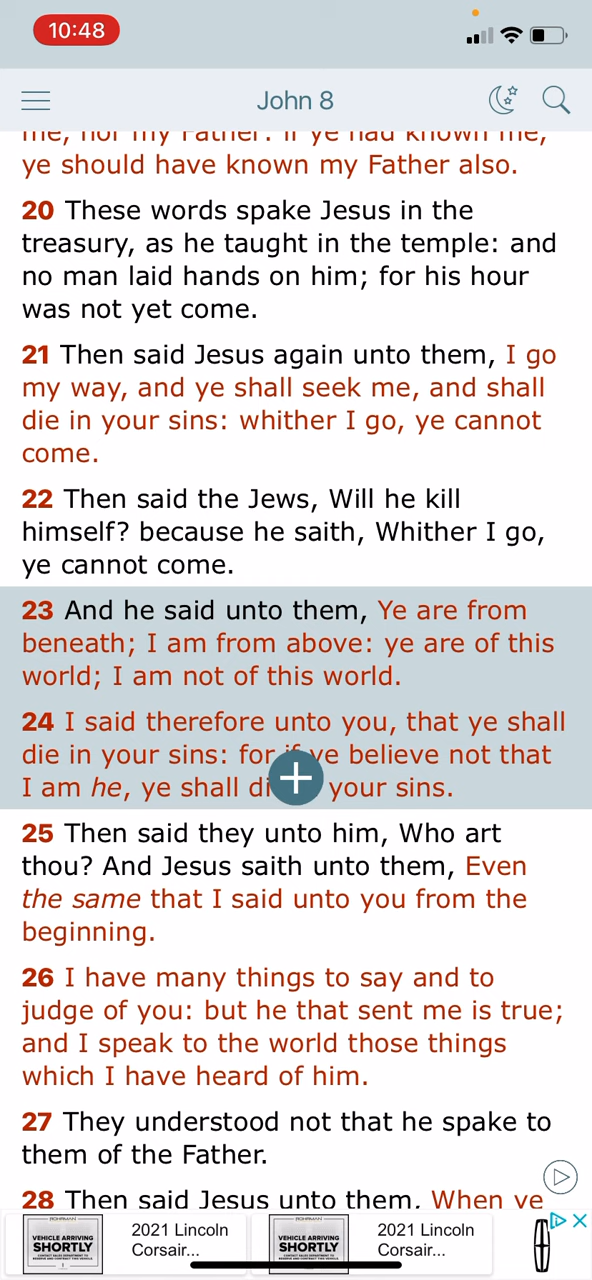 10:48
John 8
me, nor my Father: if ye had known me,
ye should have known my Father also.
20 These words spake Jesus in the
treasury, as he taught in the temple: and
no man laid hands on him; for his hour
was not yet come.
21 Then said Jesus again unto them, I go
my way, and ye shall seek me, and shall
die in your sins: whither I go, ye cannot
come.
22 Then said the Jews, Will he kill
himself? because he saith, Whither I go,
ye cannot come.
23 And he said unto them, Ye are from
beneath; I am from above: ye are of this
world; I am not of this world.
24 I said therefore unto you, that ye shall
die in your sins: for if ye believe not that
I am he, ye shall di your sins.
25 Then said they unto him, Who art
thou? And Jesus saith unto them, Even
the same that I said unto you from the
beginning.
26 I have many things to say and to
judge of you: but he that sent me is true;
and I speak to the world those things
which I have heard of him.
27 They understood not that he spake to
them of the Father.
28 Then said Jesus unto them, When ye
VEHICLE ARRIVING
SHORTLY
2021 Lincoln
Corsair...
VEHICLE ARRIVING
SHORTLY
2021 Lincoln
Corsair...